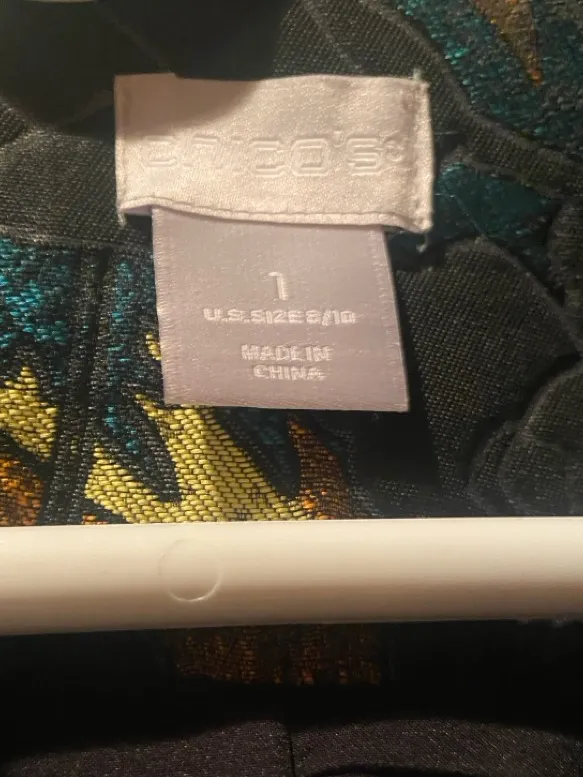 CHICO'S®
1
U.S. SIZE 8/10
MADE IN
CHINA